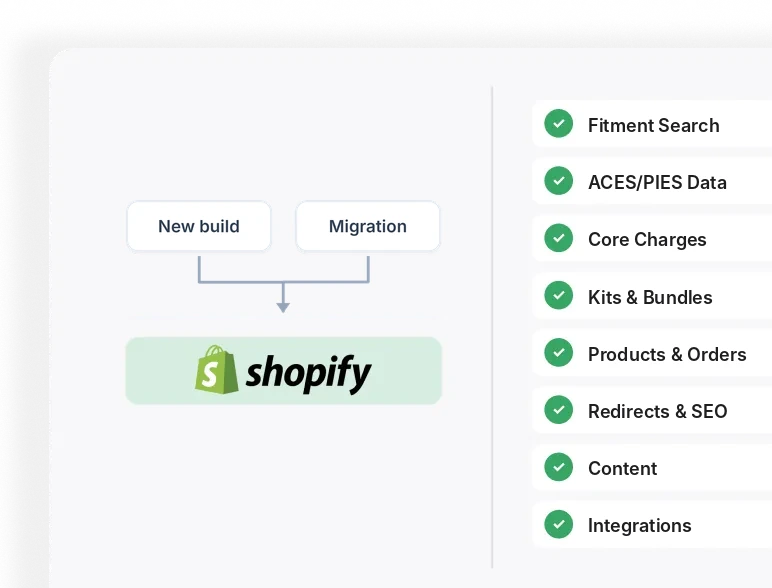 New build
Migration
shopify
Fitment Search
ACES/PIES Data
Core Charges
Kits & Bundles
Products & Orders
Redirects & SEO
Content
Integrations